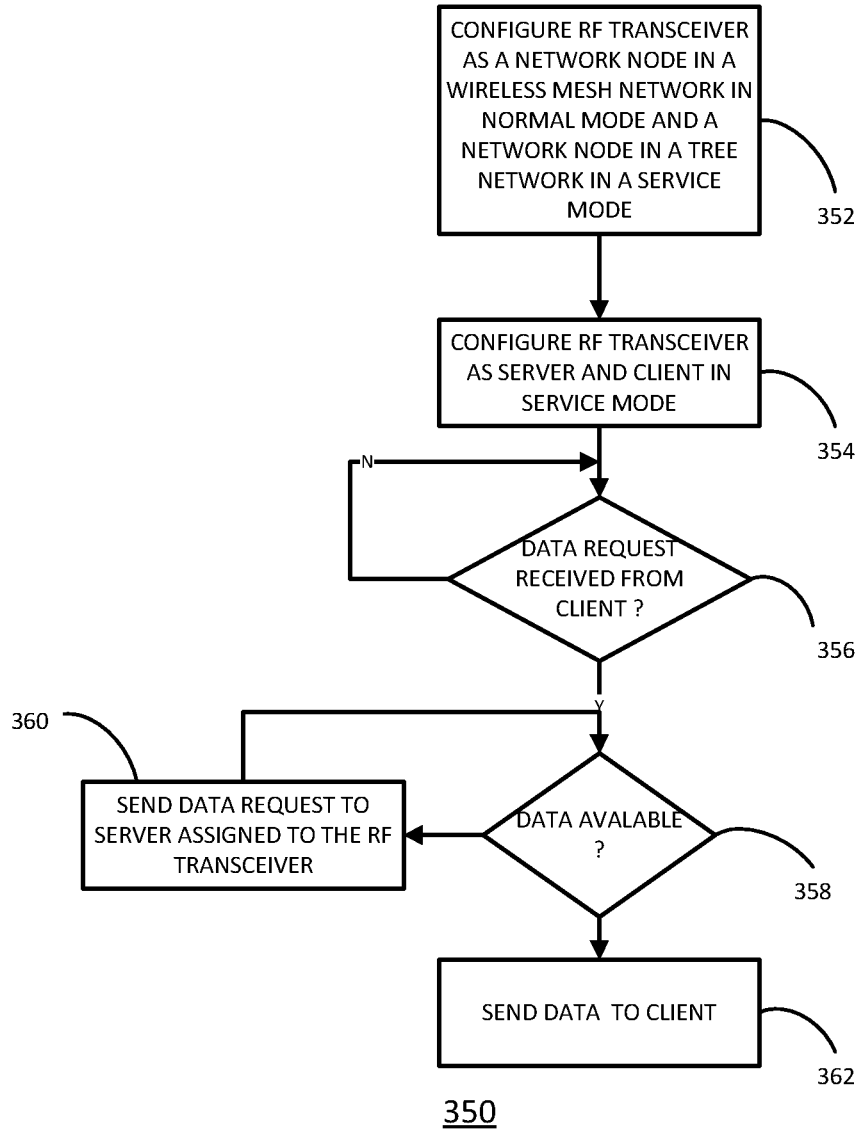 CONFIGURE RF TRANSCEIVER
AS A NETWORK NODE IN A
WIRELESS MESH NETWORK IN
NORMAL MODE AND A
NETWORK NODE IN A TREE
NETWORK IN A SERVICE
MODE
352
CONFIGURE RF TRANSCEIVER
AS SERVER AND CLIENT IN
SERVICE MODE
354
N
DATA REQUEST
RECEIVED FROM
CLIENT ?
356
Y
360
SEND DATA REQUEST TO
SERVER ASSIGNED TO THE RF
TRANSCEIVER
DATA AVALABLE
?
358
SEND DATA TO CLIENT
362
350